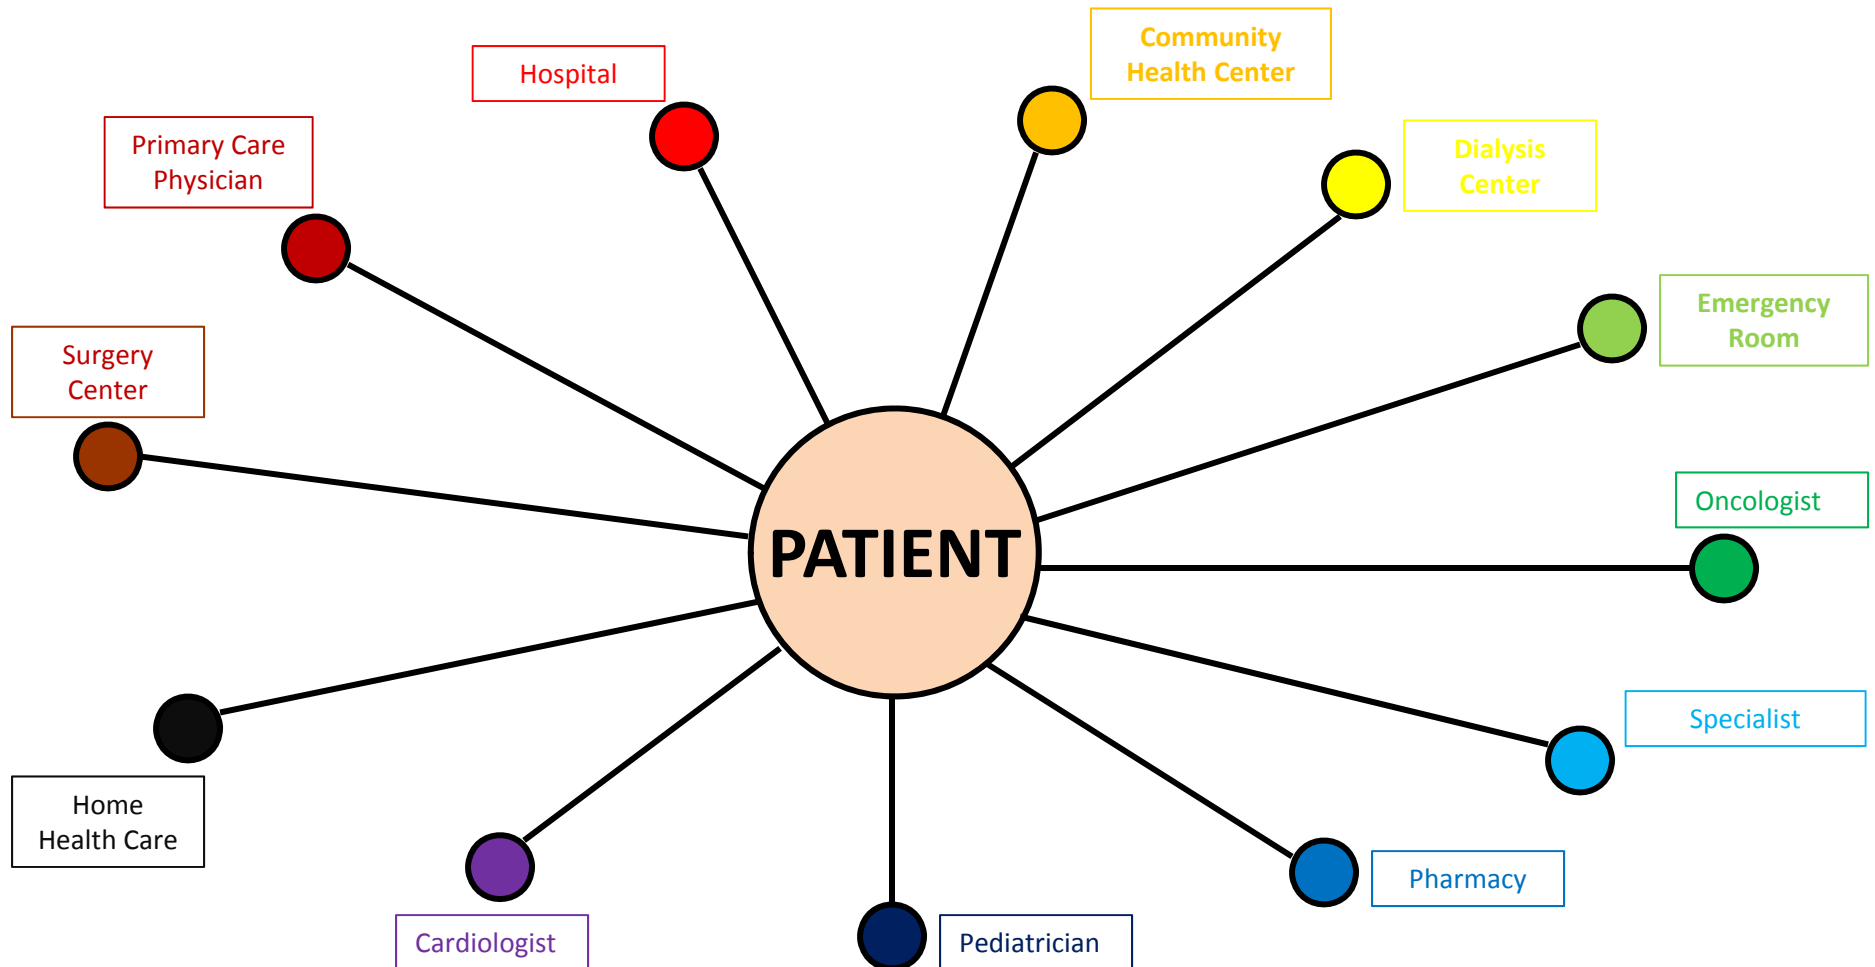 Community
Health Center
Hospital
Primary Care
Physician
Dialysis
Center
Emergency
Room
Surgery
Center
Oncologist
PATIENT
Specialist
Home
Health Care
Pharmacy
Cardiologist
Pediatrician